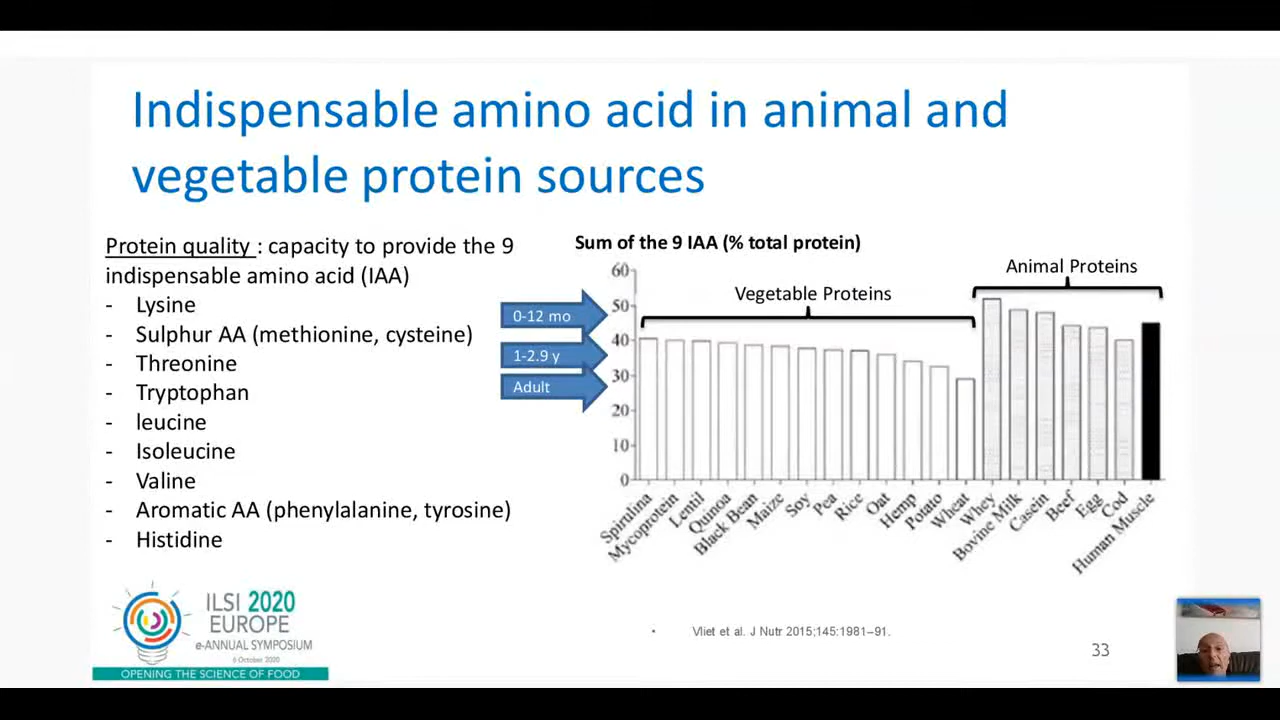 Indispensable amino acid in animal and
vegetable protein sources
Protein quality : capacity to provide the 9
indispensable amino acid (IAA)
- Lysine
- Sulphur AA (methionine, cysteine)
- Threonine
- Tryptophan
- leucine
- Isoleucine
- Valine
- Aromatic AA (phenylalanine, tyrosine)
- Histidine
Sum of the 9 IAA (% total protein)
Animal Proteins
Vegetable Proteins
0-12 mo
1-2.9 y
Adult
60
50
40
30
20
10
0
Spirulina
Mycoprotein
Lentil
Quinoa
Black Bean
Maize
Soy
Pea
Rice
Oat
Hemp
Potato
Wheat
Whey
Bovine Milk
Casein
Beef
Egg
Cod
Human Muscle
ILSI 2020
EUROPE
e-ANNUAL SYMPOSIUM
6 October 2020
OPENING THE SCIENCE OF FOOD
• Vliet et al. J Nutr 2015;145:1981–91.
33